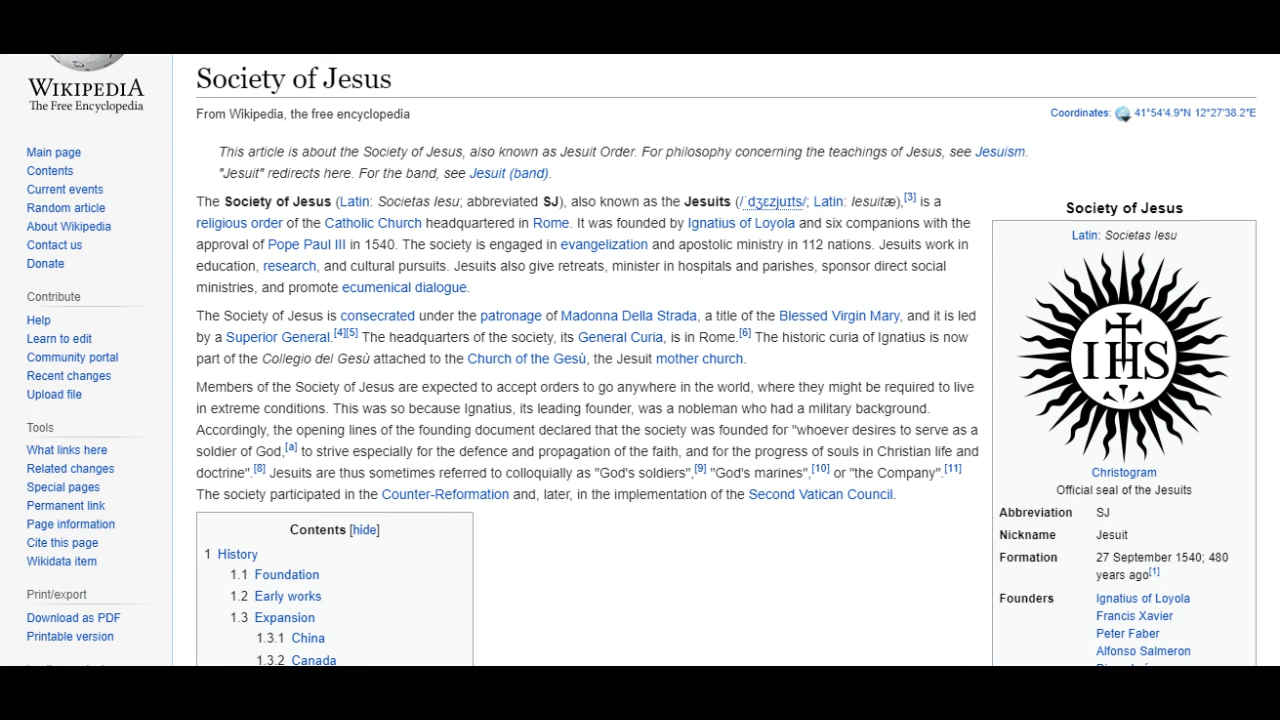 WIKIPEDIA
The Free Encyclopedia
Main page
Contents
Current events
Random article
About Wikipedia
Contact us
Donate
Contribute
Help
Learn to edit
Community portal
Recent changes
Upload file
Tools
What links here
Related changes
Special pages
Permanent link
Page information
Cite this page
Wikidata item
Print/export
Download as PDF
Printable version
Society of Jesus
From Wikipedia, the free encyclopedia
Coordinates: 41°54′4.9″N 12°27′38.2″E
This article is about the Society of Jesus, also known as Jesuit Order. For philosophy concerning the teachings of Jesus, see Jesuism.
"Jesuit" redirects here. For the band, see Jesuit (band).
The Society of Jesus (Latin: Societas Iesu; abbreviated SJ), also known as the Jesuits (/ˈdʒɛzjuɪts/; Latin: Iesuitæ),[3] is a
religious order of the Catholic Church headquartered in Rome. It was founded by Ignatius of Loyola and six companions with the
approval of Pope Paul III in 1540. The society is engaged in evangelization and apostolic ministry in 112 nations. Jesuits work in
education, research, and cultural pursuits. Jesuits also give retreats, minister in hospitals and parishes, sponsor direct social
ministries, and promote ecumenical dialogue.
The Society of Jesus is consecrated under the patronage of Madonna Della Strada, a title of the Blessed Virgin Mary, and it is led
by a Superior General.[4][5] The headquarters of the society, its General Curia, is in Rome.[6] The historic curia of Ignatius is now
part of the Collegio del Gesù attached to the Church of the Gesù, the Jesuit mother church.
Members of the Society of Jesus are expected to accept orders to go anywhere in the world, where they might be required to live
in extreme conditions. This was so because Ignatius, its leading founder, was a nobleman who had a military background.
Accordingly, the opening lines of the founding document declared that the society was founded for "whoever desires to serve as a
soldier of God,[a] to strive especially for the defence and propagation of the faith, and for the progress of souls in Christian life and
doctrine".[8] Jesuits are thus sometimes referred to colloquially as "God's soldiers",[9] "God's marines",[10] or "the Company".[11]
The society participated in the Counter-Reformation and, later, in the implementation of the Second Vatican Council.
Contents [hide]
1 History
1.1 Foundation
1.2 Early works
1.3 Expansion
1.3.1 China
1.3.2 Canada
Society of Jesus
Latin: Societas Iesu
IHS
Christogram
Official seal of the Jesuits
Abbreviation SJ
Nickname Jesuit
Formation 27 September 1540; 480
years ago[1]
Founders Ignatius of Loyola
Francis Xavier
Peter Faber
Alfonso Salmeron